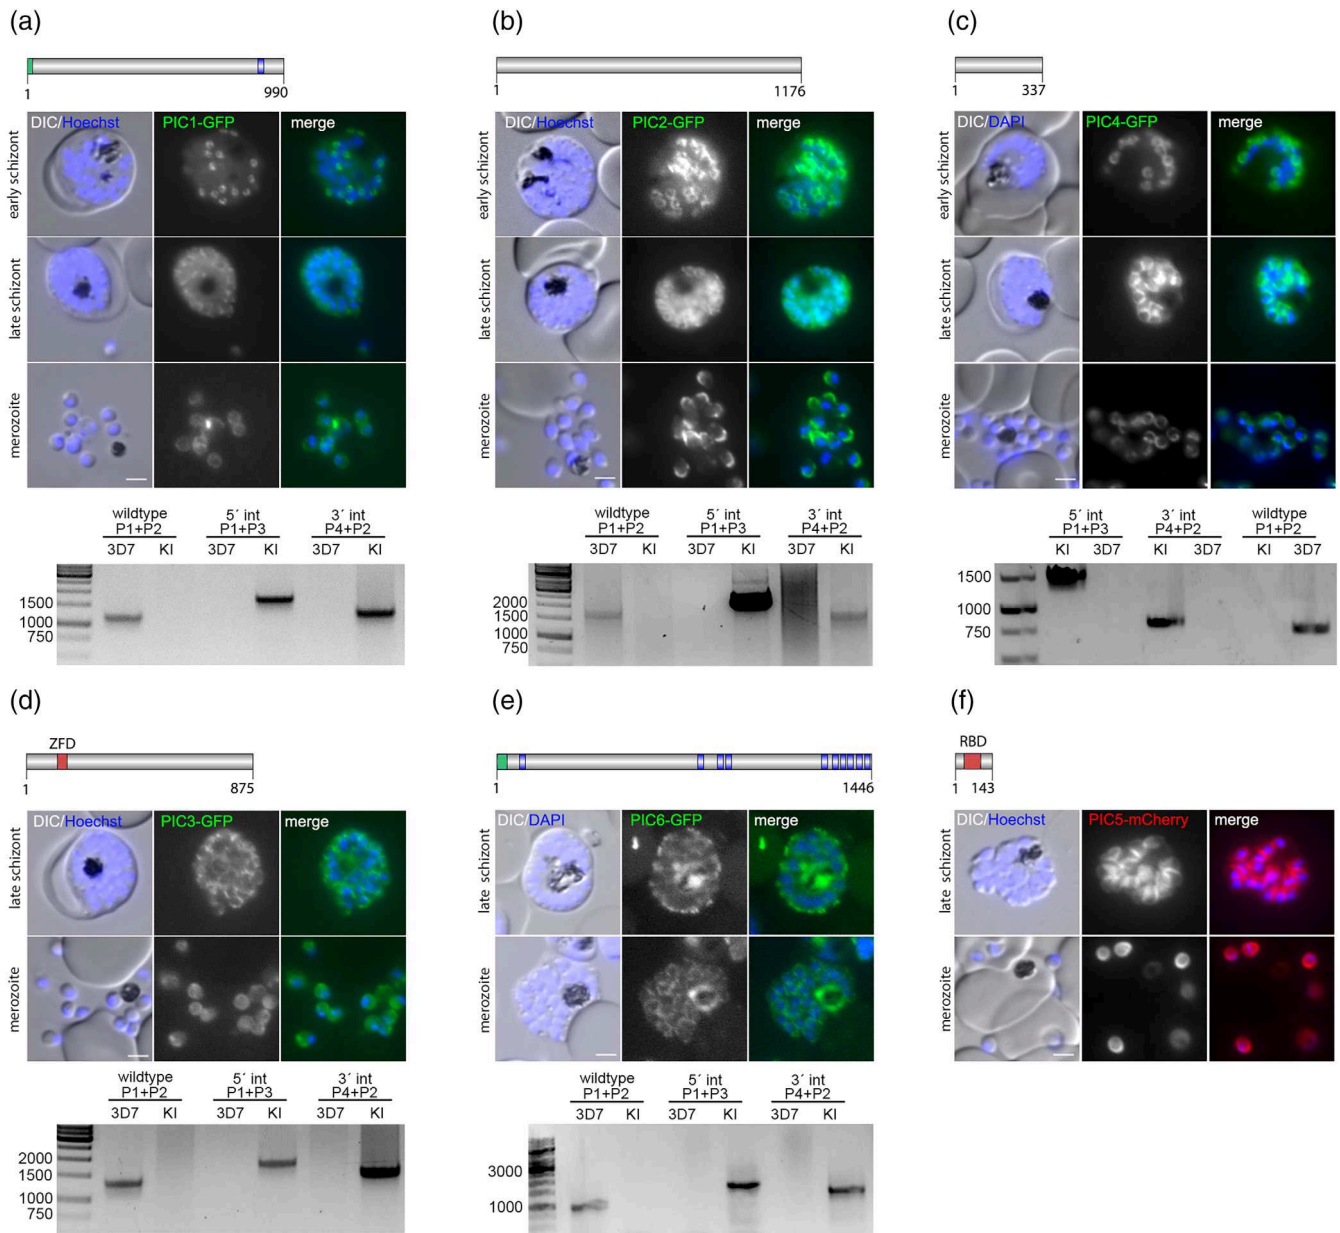 (a)
1
990
DIC/Hoechst
PIC1-GFP
merge
early schizont
late schizont
merozoite
wildtype
P1+P2
5´ int
P1+P3
3´ int
P4+P2
3D7
KI
3D7
KI
3D7
KI
1500
1000
750
(b)
1
1176
DIC/Hoechst
PIC2-GFP
merge
early schizont
late schizont
merozoite
wildtype
P1+P2
5´ int
P1+P3
3´ int
P4+P2
3D7
KI
3D7
KI
3D7
KI
2000
1500
1000
750
(c)
1
337
DIC/DAPI
PIC4-GFP
merge
early schizont
late schizont
merozoite
5´ int
P1+P3
3´ int
P4+P2
wildtype
P1+P2
KI
3D7
KI
3D7
KI
3D7
1500
1000
750
(d)
ZFD
1
875
DIC/Hoechst
PIC3-GFP
merge
late schizont
merozoite
wildtype
P1+P2
5´ int
P1+P3
3´ int
P4+P2
3D7
KI
3D7
KI
3D7
KI
2000
1500
1000
750
(e)
1
1446
DIC/DAPI
PIC6-GFP
merge
late schizont
merozoite
wildtype
P1+P2
5´ int
P1+P3
3´ int
P4+P2
3D7
KI
3D7
KI
3D7
KI
3000
1000
(f)
RBD
1
143
DIC/Hoechst
PIC5-mCherry
merge
late schizont
merozoite